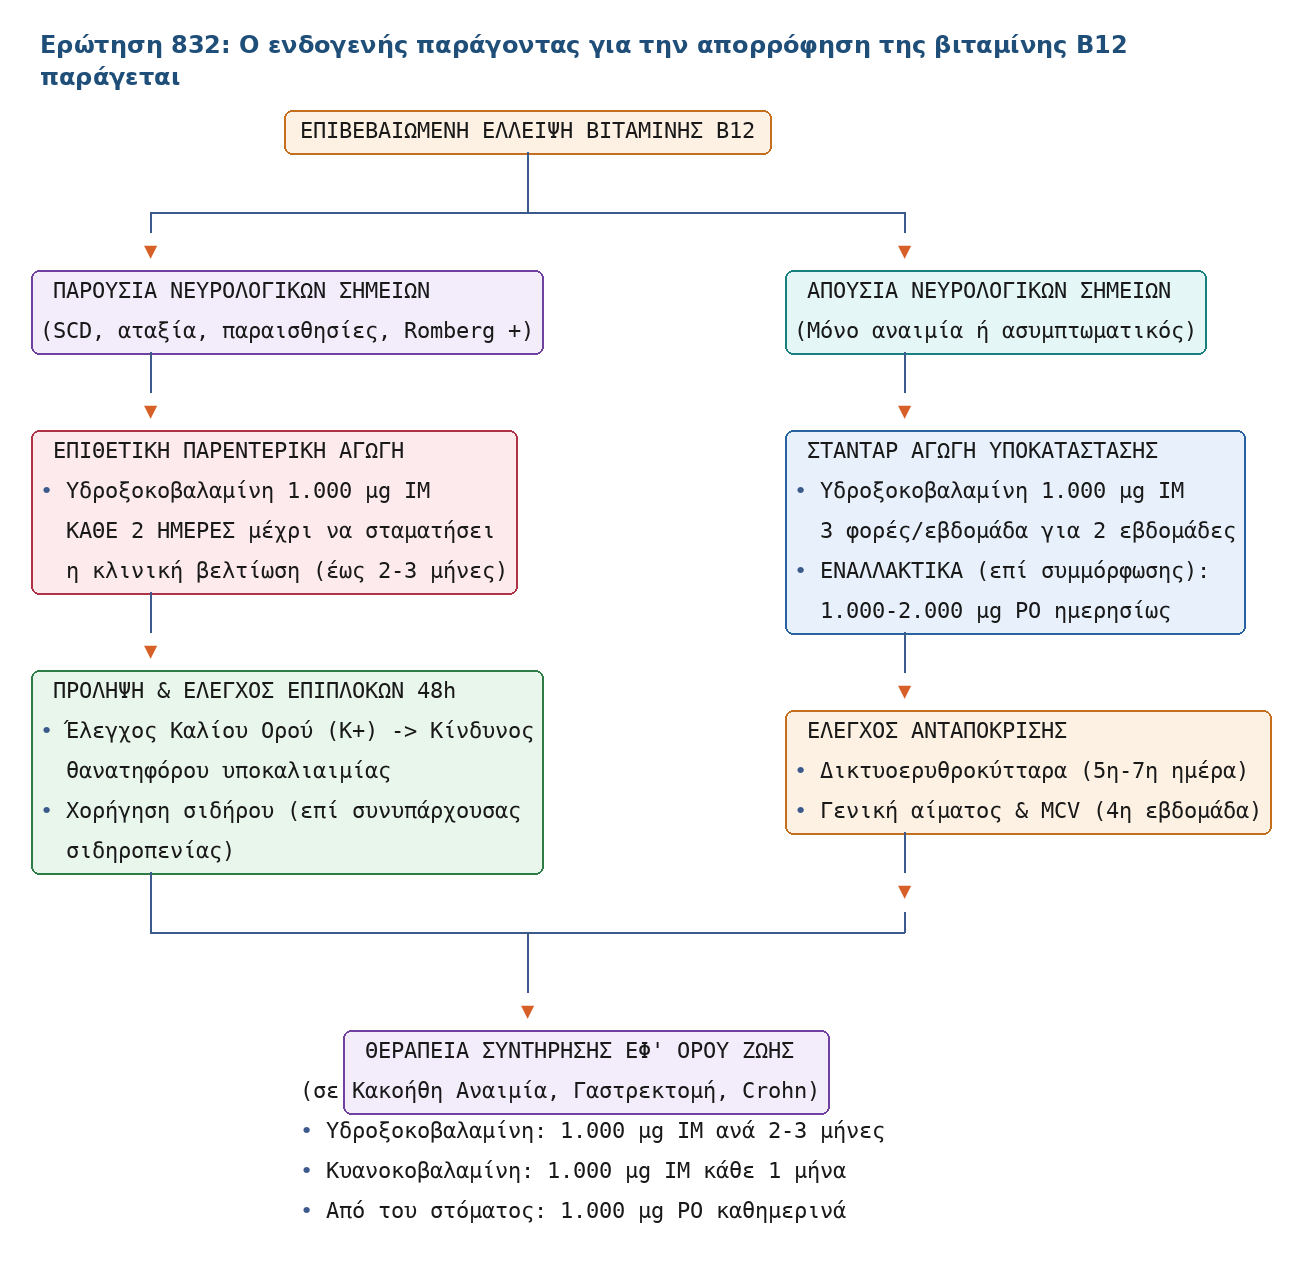 Ερώτηση 832: Ο ενδογενής παράγοντας για την απορρόφηση της βιταμίνης Β12
παράγεται
ΕΠΙΒΕΒΑΙΩΜΕΝΗ ΕΛΛΕΙΨΗ ΒΙΤΑΜΙΝΗΣ Β12
ΠΑΡΟΥΣΙΑ ΝΕΥΡΟΛΟΓΙΚΩΝ ΣΗΜΕΙΩΝ
(SCD, αταξία, παραισθησίες, Romberg +)
ΕΠΙΘΕΤΙΚΗ ΠΑΡΕΝΤΕΡΙΚΗ ΑΓΩΓΗ
• Υδροξοκοβαλαμίνη 1.000 μg IM
ΚΑΘΕ 2 ΗΜΕΡΕΣ μέχρι να σταματήσει
η κλινική βελτίωση (έως 2-3 μήνες)
ΠΡΟΛΗΨΗ & ΕΛΕΓΧΟΣ ΕΠΙΠΛΟΚΩΝ 48h
• Έλεγχος Καλίου Ορού (K+) -> Κίνδυνος
θανατηφόρου υποκαλιαιμίας
• Χορήγηση σιδήρου (επί συνυπάρχουσας
σιδηροπενίας)
ΑΠΟΥΣΙΑ ΝΕΥΡΟΛΟΓΙΚΩΝ ΣΗΜΕΙΩΝ
(Μόνο αναιμία ή ασυμπτωματικός)
ΣΤΑΝΤΑΡ ΑΓΩΓΗ ΥΠΟΚΑΤΑΣΤΑΣΗΣ
• Υδροξοκοβαλαμίνη 1.000 μg IM
3 φορές/εβδομάδα για 2 εβδομάδες
• ΕΝΑΛΛΑΚΤΙΚΑ (επί συμμόρφωσης):
1.000-2.000 μg PO ημερησίως
ΕΛΕΓΧΟΣ ΑΝΤΑΠΟΚΡΙΣΗΣ
• Δικτυοερυθροκύτταρα (5η-7η ημέρα)
• Γενική αίματος & MCV (4η εβδομάδα)
ΘΕΡΑΠΕΙΑ ΣΥΝΤΗΡΗΣΗΣ ΕΦ' ΟΡΟΥ ΖΩΗΣ
(σε Κακοήθη Αναιμία, Γαστρεκτομή, Crohn)
• Υδροξοκοβαλαμίνη: 1.000 μg IM ανά 2-3 μήνες
• Κυανοκοβαλαμίνη: 1.000 μg IM κάθε 1 μήνα
• Από του στόματος: 1.000 μg PO καθημερινά